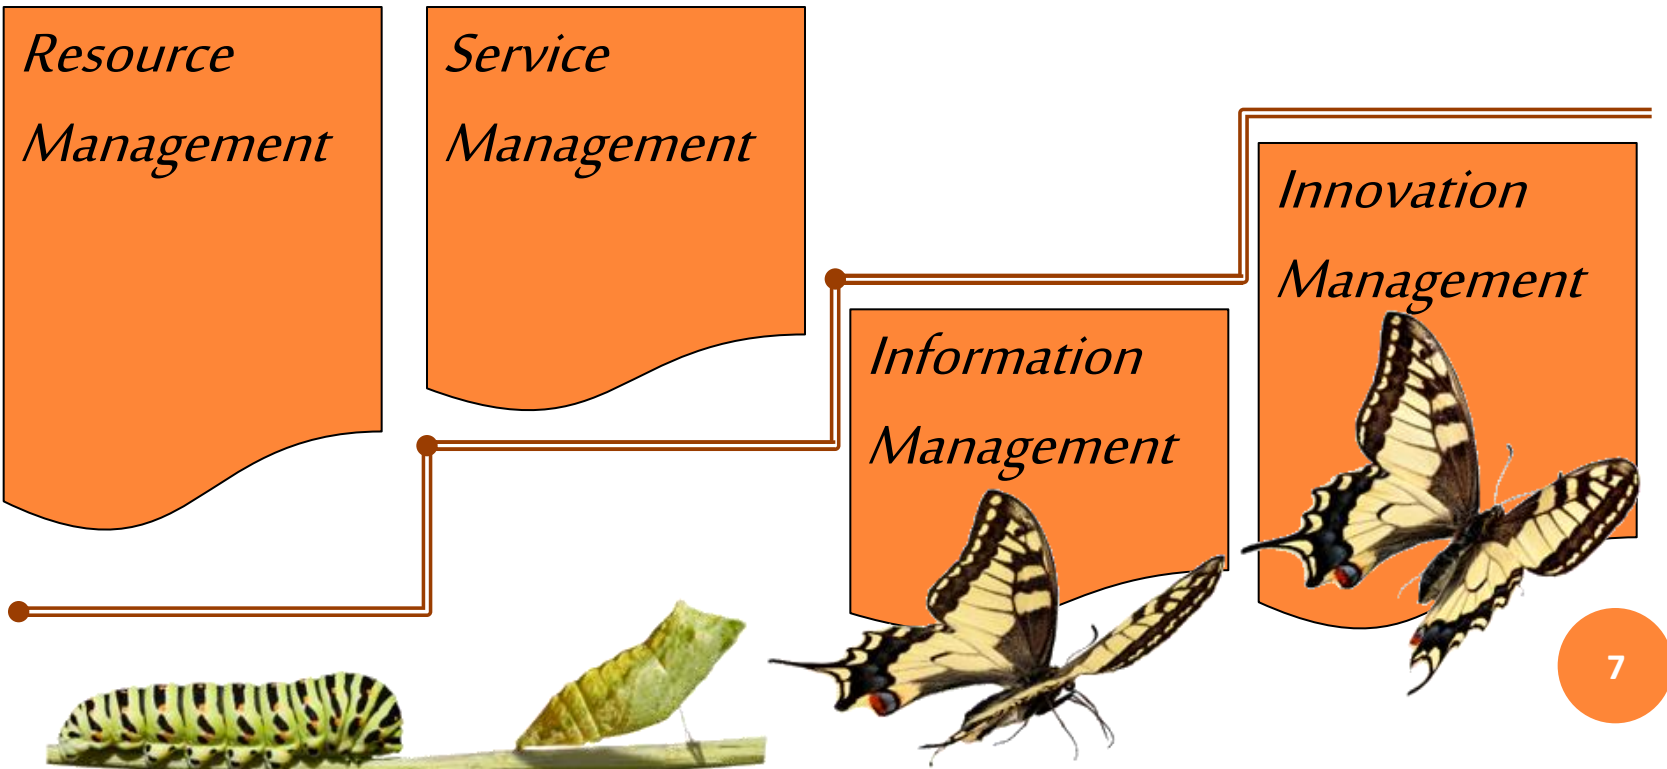 Resource
Management
Service
Management
Information
Management
Innovation
Management
7